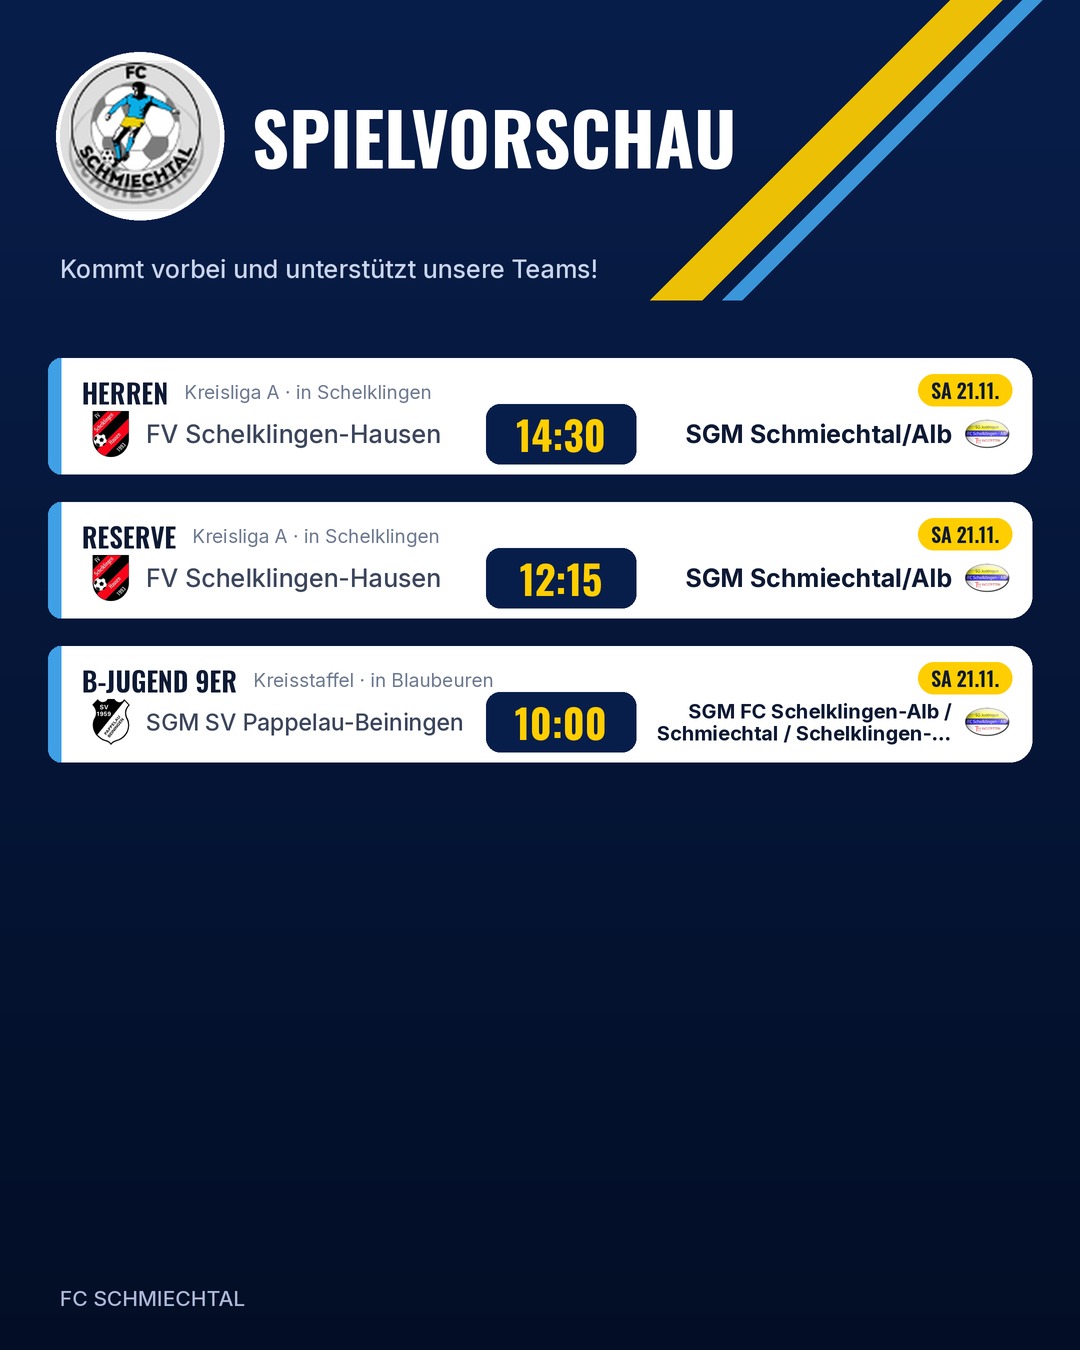 FC
SCHMIECHTAL
SPIELVORSCHAU
Kommt vorbei und unterstützt unsere Teams!
HERREN Kreisliga A · in Schelklingen
SA 21.11.
FV Schelklingen-Hausen
14:30
SGM Schmiechtal/Alb
RESERVE Kreisliga A · in Schelklingen
SA 21.11.
FV Schelklingen-Hausen
12:15
SGM Schmiechtal/Alb
B-JUGEND 9ER Kreisstaffel · in Blaubeuren
SA 21.11.
SV
1959
PAPPELAU
BEININGEN
SGM SV Pappelau-Beiningen
10:00
SGM FC Schelklingen-Alb /
Schmiechtal / Schelklingen-...
FC SCHMIECHTAL